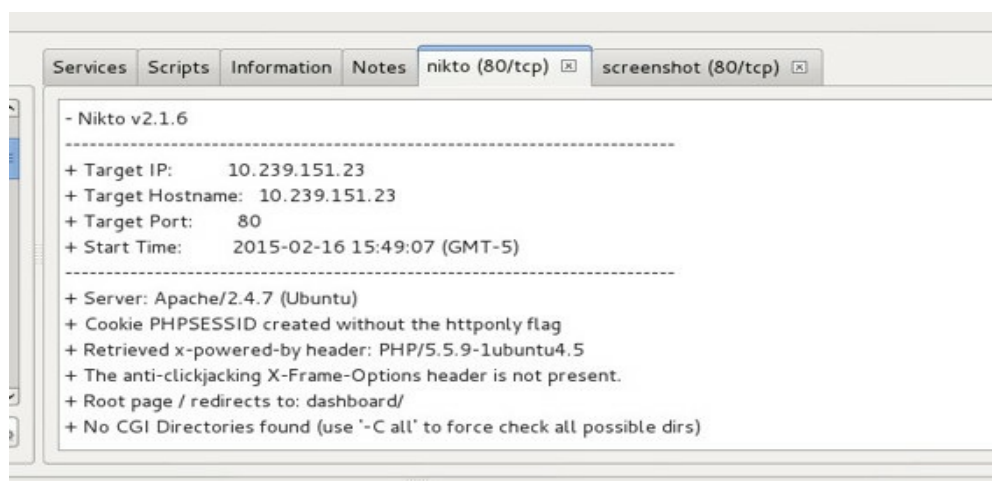 Services Scripts Information Notes nikto (80/tcp) screenshot (80/tcp)
- Nikto v2.1.6
---------------------------------------------------------------------------
+ Target IP: 10.239.151.23
+ Target Hostname: 10.239.151.23
+ Target Port: 80
+ Start Time: 2015-02-16 15:49:07 (GMT-5)
---------------------------------------------------------------------------
+ Server: Apache/2.4.7 (Ubuntu)
+ Cookie PHPSESSID created without the httponly flag
+ Retrieved x-powered-by header: PHP/5.5.9-1ubuntu4.5
+ The anti-clickjacking X-Frame-Options header is not present.
+ Root page / redirects to: dashboard/
+ No CGI Directories found (use '-C all' to force check all possible dirs)